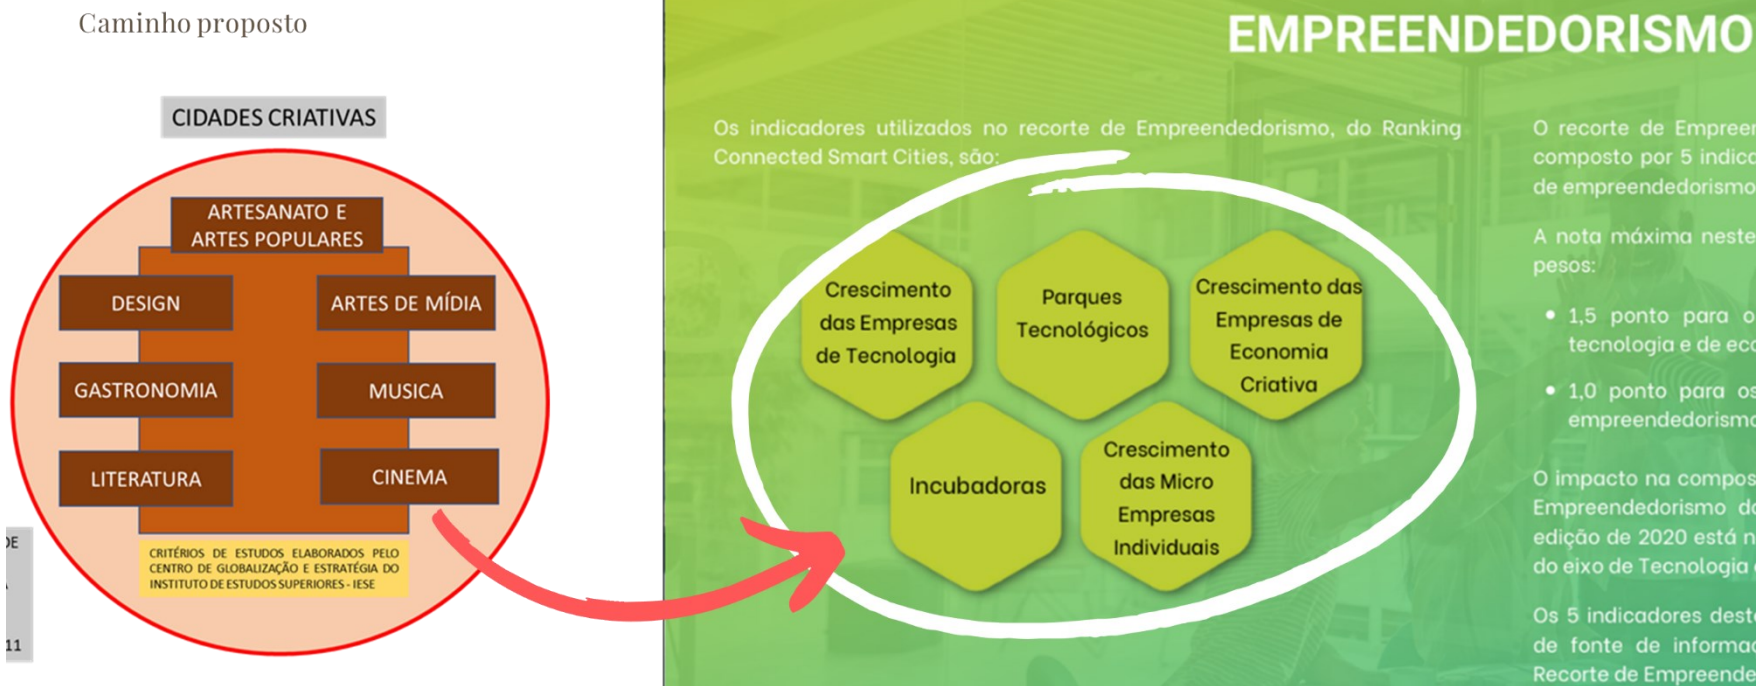 Caminho proposto
CIDADES CRIATIVAS
ARTESANATO E
ARTES POPULARES
DESIGN
ARTES DE MÍDIA
GASTRONOMIA
MUSICA
LITERATURA
CINEMA
CRITÉRIOS DE ESTUDOS ELABORADOS PELO
CENTRO DE GLOBALIZAÇÃO E ESTRATÉGIA DO
INSTITUTO DE ESTUDOS SUPERIORES - IESE
11
EMPREENDEDORISMO
Os indicadores utilizados no recorte de Empreendedorismo, do Ranking
Connected Smart Cities, são:
Crescimento
das Empresas
de Tecnologia
Parques
Tecnológicos
Crescimento das
Empresas de
Economia
Criativa
Incubadoras
Crescimento
das Micro
Empresas
Individuais
O recorte de
composto por 5
de empreendedorismo
A nota máxima neste
pesos:
• 1,5 ponto para
tecnologia e de
• 1,0 ponto para os
empreendedorismo
O impacto na
Empreendedorismo
edição de 2020 está
do eixo de Tecnologia
Os 5 indicadores
de fonte de
Recorte de